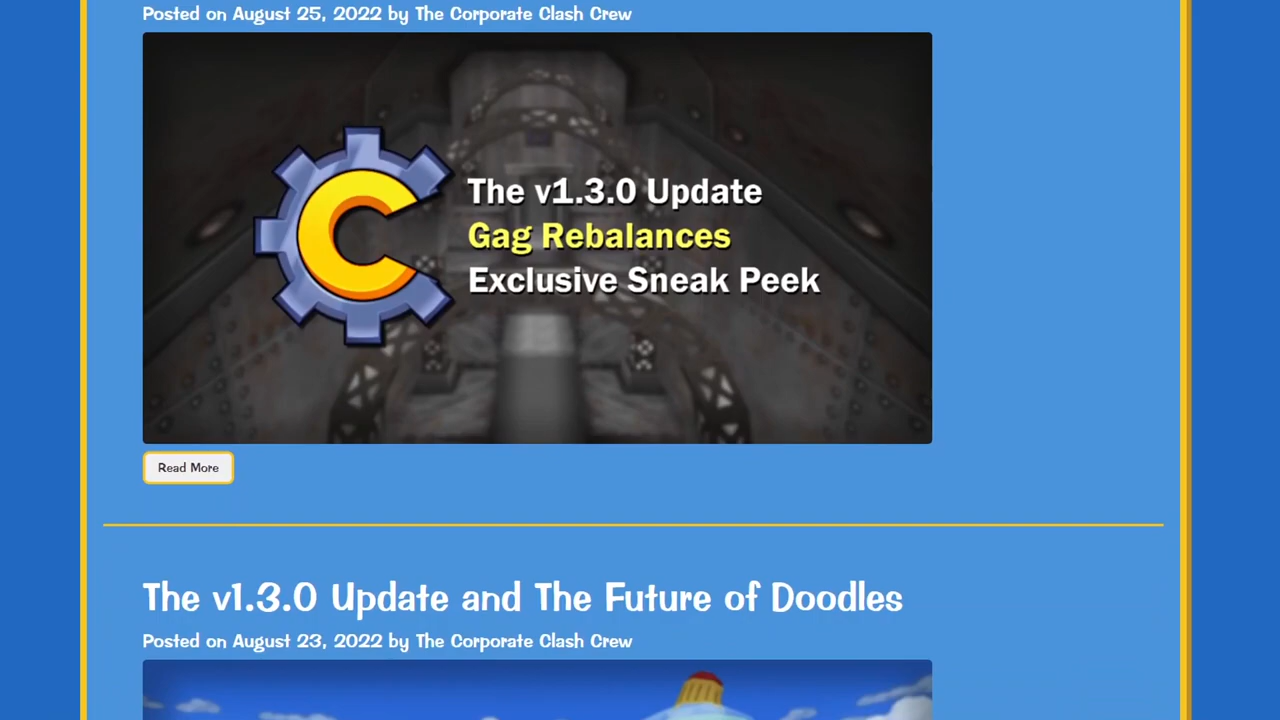 Posted on August 25, 2022 by The Corporate Clash Crew
The v1.3.0 Update
Gag Rebalances
Exclusive Sneak Peek
Read More
The v1.3.0 Update and The Future of Doodles
Posted on August 23, 2022 by The Corporate Clash Crew